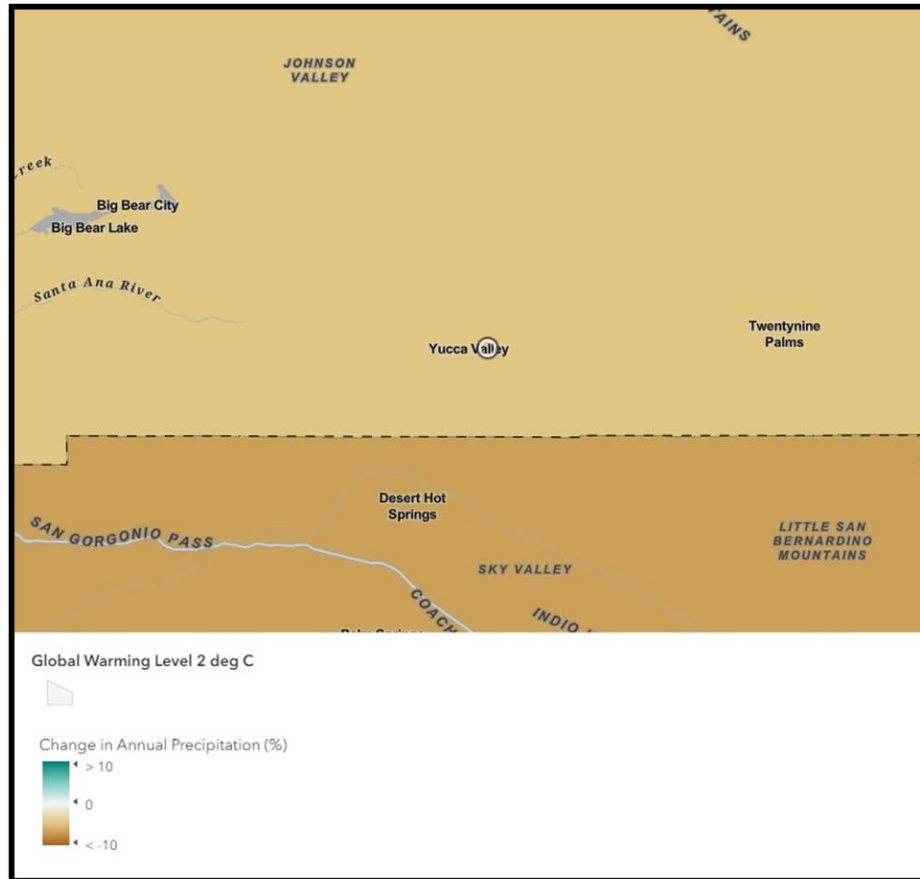 TAINS
JOHNSON
VALLEY
reek
Big Bear City
Big Bear Lake
Santa Ana River
Twentynine
Palms
Yucca Valley
Desert Hot
Springs
SAN GORGONIO PASS
LITTLE SAN
BERNARDINO
MOUNTAINS
SKY VALLEY
COACH
INDIO
Global Warming Level 2 deg C
Change in Annual Precipitation (%)
> 10
0
< -10